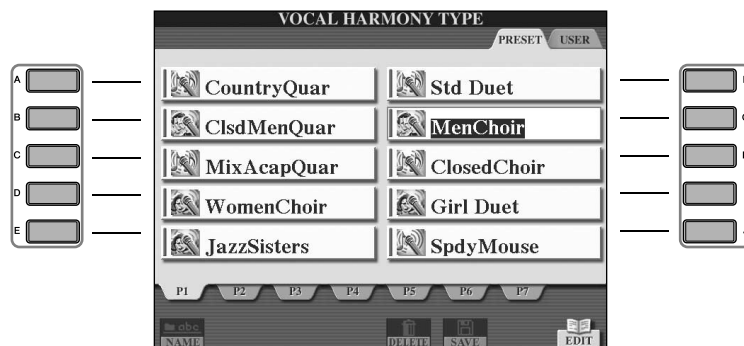 VOCAL HARMONY TYPE
PRESET USER
A CountryQuar Std Duet
B ClsdMenQuar MenChoir
C MixAcapQuar ClosedChoir
D WomenChoir Girl Duet
E JazzSisters SpdyMouse
P1 P2 P3 P4 P5 P6 P7
abc
NAME DELETE SAVE EDIT